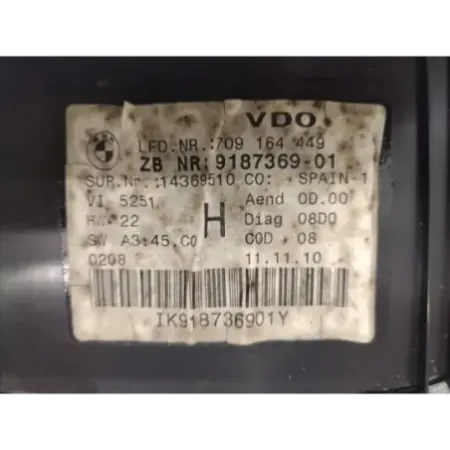 VDO
LFD.NR.:709 164 449
ZB NR:9187369-01
SUP.Nr.:14369510 CO: SPAIN-1
VI 5251 Aend 0D.00
HW 22 H Diag 08D0
SW A3:45.C0 COD 08
0208 11.11.10
IK918736901Y